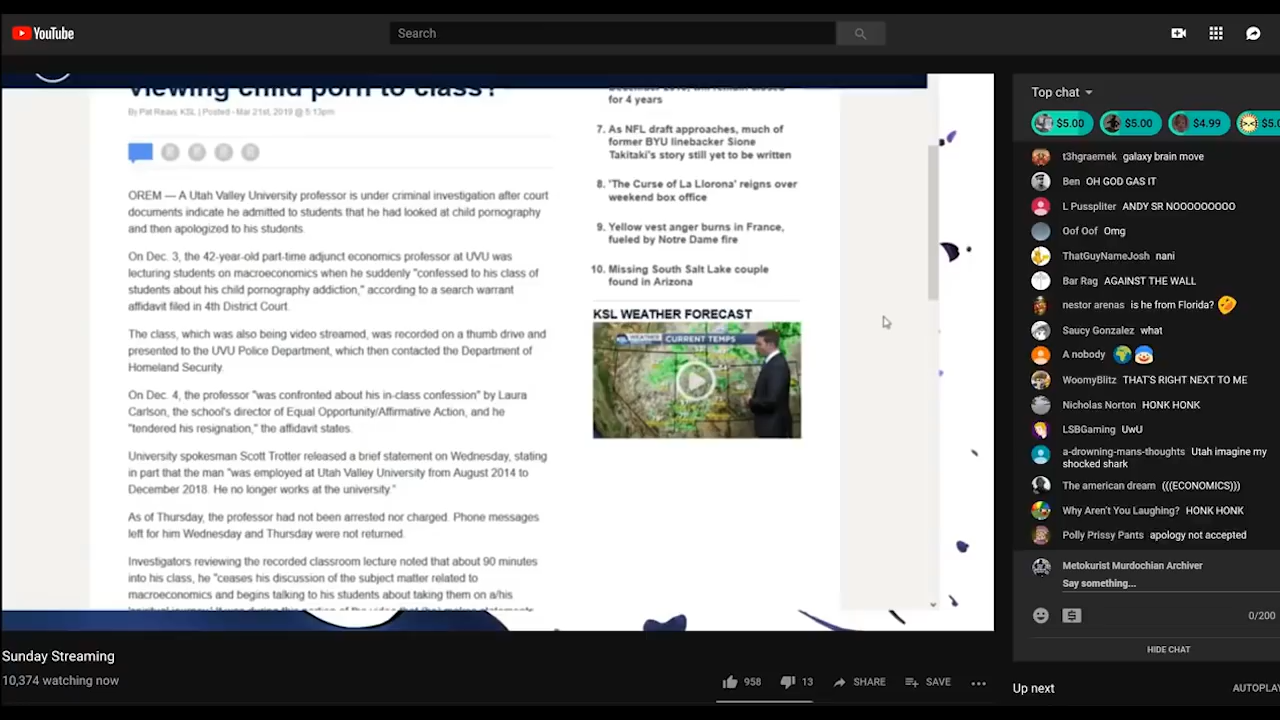 YouTube
Search
viewing child porn to class?
By Pat Reavy, KSL | Posted - Mar 21st, 2019 @ 5:13pm
OREM — A Utah Valley University professor is under criminal investigation after court
documents indicate he admitted to students that he had looked at child pornography
and then apologized to his students.
On Dec. 3, the 42-year-old part-time adjunct economics professor at UVU was
lecturing students on macroeconomics when he suddenly "confessed to his class of
students about his child pornography addiction," according to a search warrant
affidavit filed in 4th District Court.
The class, which was also being video streamed, was recorded on a thumb drive and
presented to the UVU Police Department, which then contacted the Department of
Homeland Security.
On Dec. 4, the professor "was confronted about his in-class confession" by Laura
Carlson, the school's director of Equal Opportunity/Affirmative Action, and he
"tendered his resignation," the affidavit states.
University spokesman Scott Trotter released a brief statement on Wednesday, stating
in part that the man "was employed at Utah Valley University from August 2014 to
December 2018. He no longer works at the university."
As of Thursday, the professor had not been arrested nor charged. Phone messages
left for him Wednesday and Thursday were not returned.
Investigators reviewing the recorded classroom lecture noted that about 90 minutes
into his class, he "ceases his discussion of the subject matter related to
macroeconomics and begins talking to his students about taking them on a/his
for 4 years
7. As NFL draft approaches, much of
former BYU linebacker Sione
Takitaki's story still yet to be written
8. 'The Curse of La Llorona' reigns over
weekend box office
9. Yellow vest anger burns in France,
fueled by Notre Dame fire
10. Missing South Salt Lake couple
found in Arizona
KSL WEATHER FORECAST
CURRENT TEMPS
Sunday Streaming
10,374 watching now
958
13
SHARE
SAVE
Top chat
$5.00
$5.00
$4.99
$5.0
t3hgraemek galaxy brain move
Ben OH GOD GAS IT
L Pusspliter ANDY SR NOOOOOOOOO
Oof Oof Omg
ThatGuyNameJosh nani
Bar Rag AGAINST THE WALL
nestor arenas is he from Florida?
Saucy Gonzalez what
A nobody
WoomyBlitz THAT'S RIGHT NEXT TO ME
Nicholas Norton HONK HONK
LSBGaming UwU
a-drowning-mans-thoughts Utah imagine my
shocked shark
The american dream (((ECONOMICS)))
Why Aren't You Laughing? HONK HONK
Polly Prissy Pants apology not accepted
Metokurist Murdochian Archiver
Say something...
0/200
HIDE CHAT
Up next
AUTOPLAY